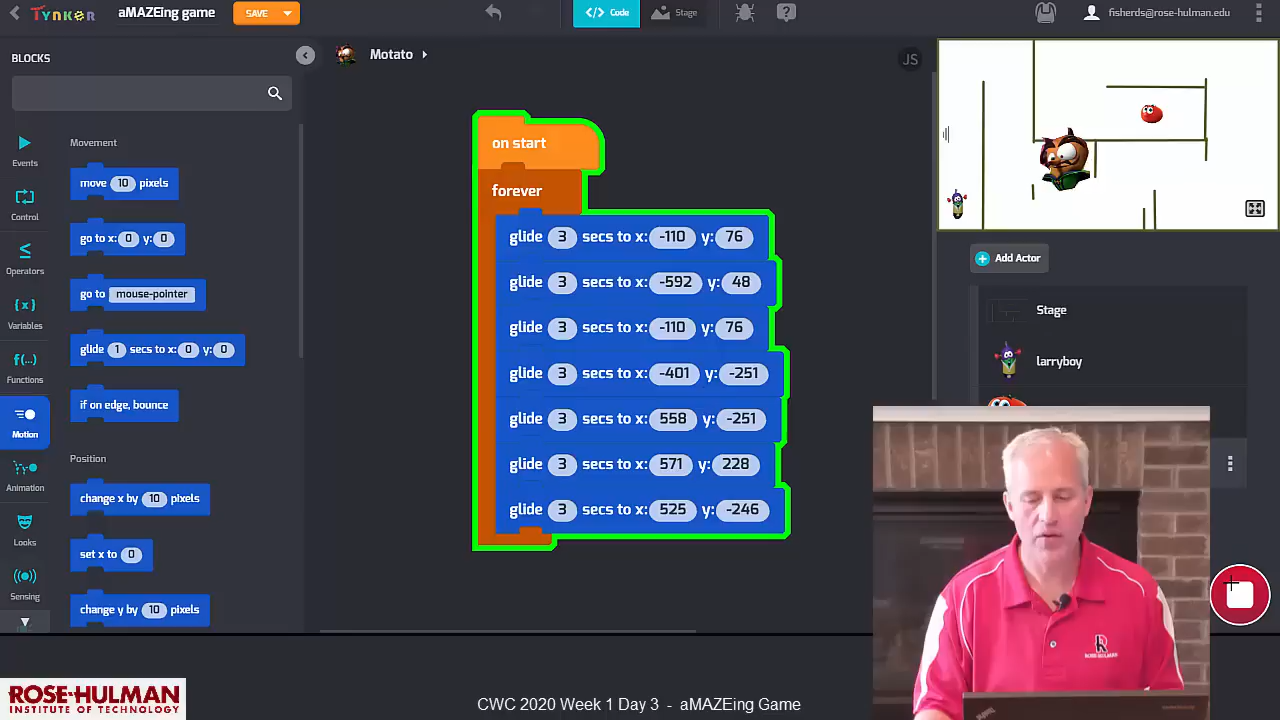 Tynker
aMAZEing game
SAVE
</> Code
Stage
fisherds@rose-hulman.edu
BLOCKS
Motato
JS
Events
Control
Operators
Variables
Functions
Motion
Animation
Looks
Sensing
Movement
move 10 pixels
go to x: 0 y: 0
go to mouse-pointer
glide 1 secs to x: 0 y: 0
if on edge, bounce
Position
change x by 10 pixels
set x to 0
change y by 10 pixels
on start
forever
glide 3 secs to x: -110 y: 76
glide 3 secs to x: -592 y: 48
glide 3 secs to x: -110 y: 76
glide 3 secs to x: -401 y: -251
glide 3 secs to x: 558 y: -251
glide 3 secs to x: 571 y: 228
glide 3 secs to x: 525 y: -246
Add Actor
Stage
larryboy
ROSE-HULMAN
ROSE-HULMAN
INSTITUTE OF TECHNOLOGY
CWC 2020 Week 1 Day 3 - aMAZEing Game